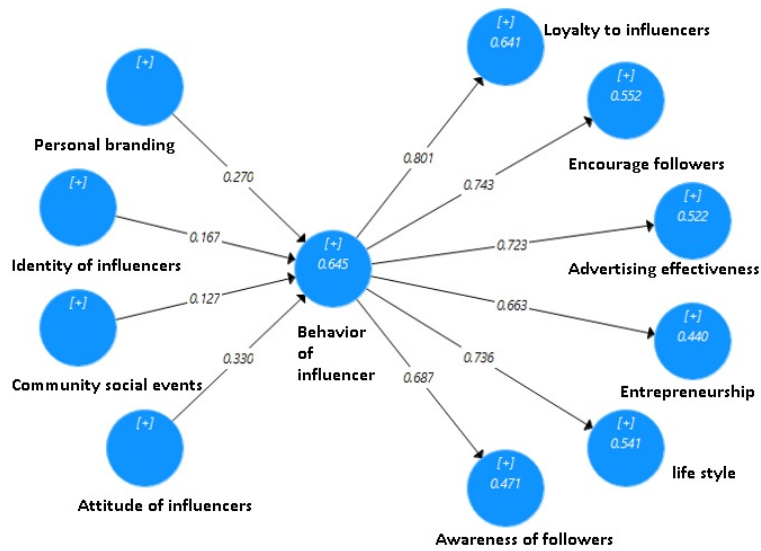 [+]
0.641
Loyalty to influencers
[+]
Personal branding
[+]
0.552
Encourage followers
0.801
0.743
0.270
[+]
Identity of influencers
0.167
[+]
0.522
Advertising effectiveness
0.723
[+]
0.645
Behavior
of
influencer
[+]
Community social events
0.127
0.663
[+]
0.440
Entrepreneurship
0.330
0.736
0.687
[+]
Attitude of influencers
[+]
0.541
life style
[+]
0.471
Awareness of followers